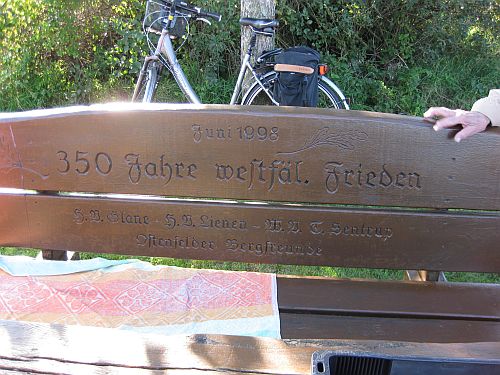 Juni 1998
350 Jahre westfäl. Frieden
H.V. Glane - H.V. Lienen - Sentrup
Ostenfelder Bergfreunde